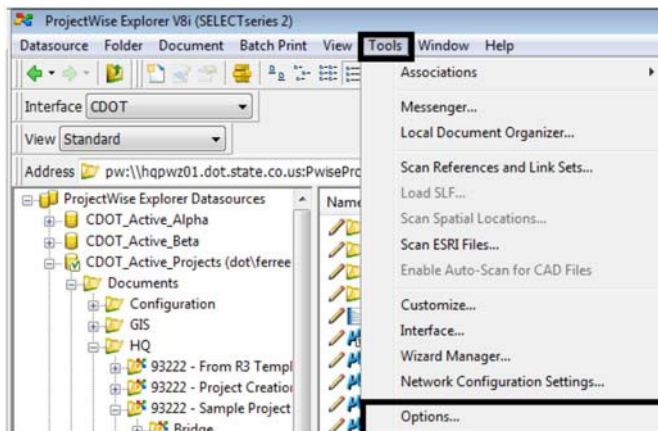 ProjectWise Explorer V8i (SELECTseries 2)
Datasource Folder Document Batch Print View Tools Window Help
Interface CDOT
View Standard
Address pw:\\hqpwz01.dot.state.co.us:PwisePro
ProjectWise Explorer Datasources
CDOT_Active_Alpha
CDOT_Active_Beta
CDOT_Active_Projects (dot\ferree
Documents
Configuration
GIS
HQ
93222 - From R3 Templ
93222 - Project Creation
93222 - Sample Project
Bridge
Name
Associations
Messenger...
Local Document Organizer...
Scan References and Link Sets...
Load SLF...
Scan Spatial Locations...
Scan ESRI Files...
Enable Auto-Scan for CAD Files
Customize...
Interface...
Wizard Manager...
Network Configuration Settings...
Options...